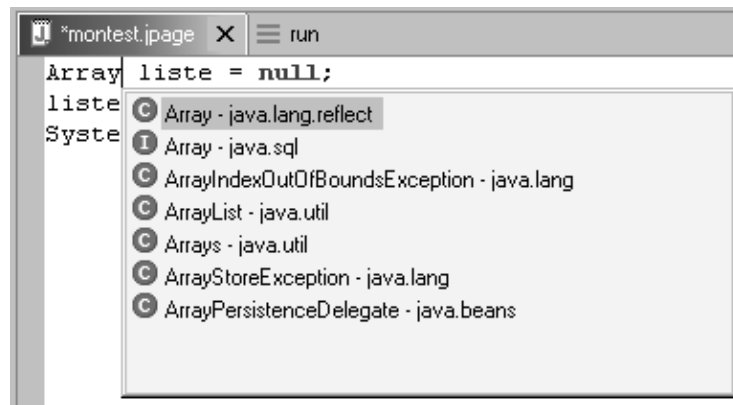 *montest.jpage X run
Array liste = null;
liste
Syste
C Array - java.lang.reflect
I Array - java.sql
C ArrayIndexOutOfBoundsException - java.lang
C ArrayList - java.util
C Arrays - java.util
C ArrayStoreException - java.lang
C ArrayPersistenceDelegate - java.beans